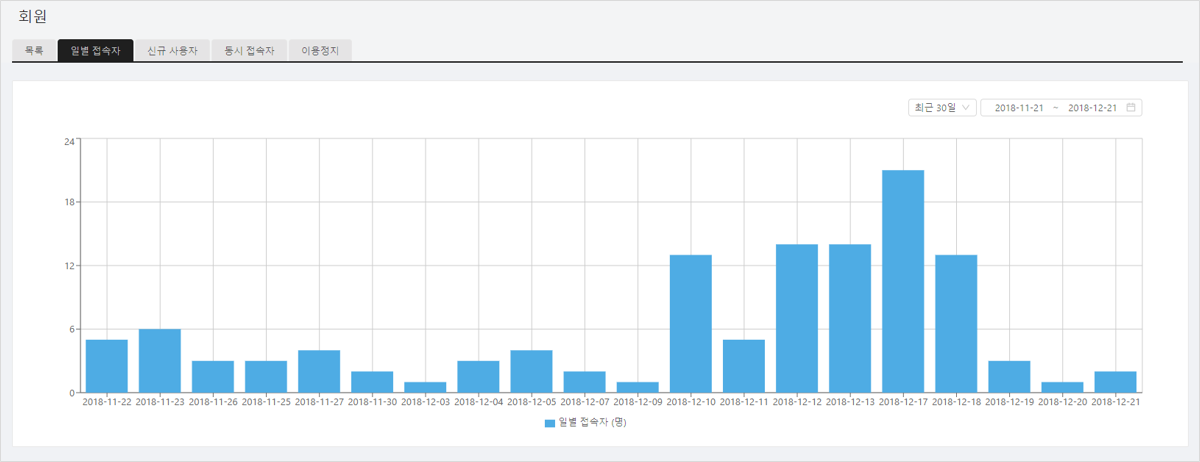 회원
목록 일별 접속자 신규 사용자 동시 접속자 이용정지
최근 30일 2018-11-21 ~ 2018-12-21
24
18
12
6
0
2018-11-22 2018-11-23 2018-11-26 2018-11-25 2018-11-27 2018-11-30 2018-12-03 2018-12-04 2018-12-05 2018-12-07 2018-12-09 2018-12-10 2018-12-11 2018-12-12 2018-12-13 2018-12-17 2018-12-18 2018-12-19 2018-12-20 2018-12-21
일별 접속자 (명)